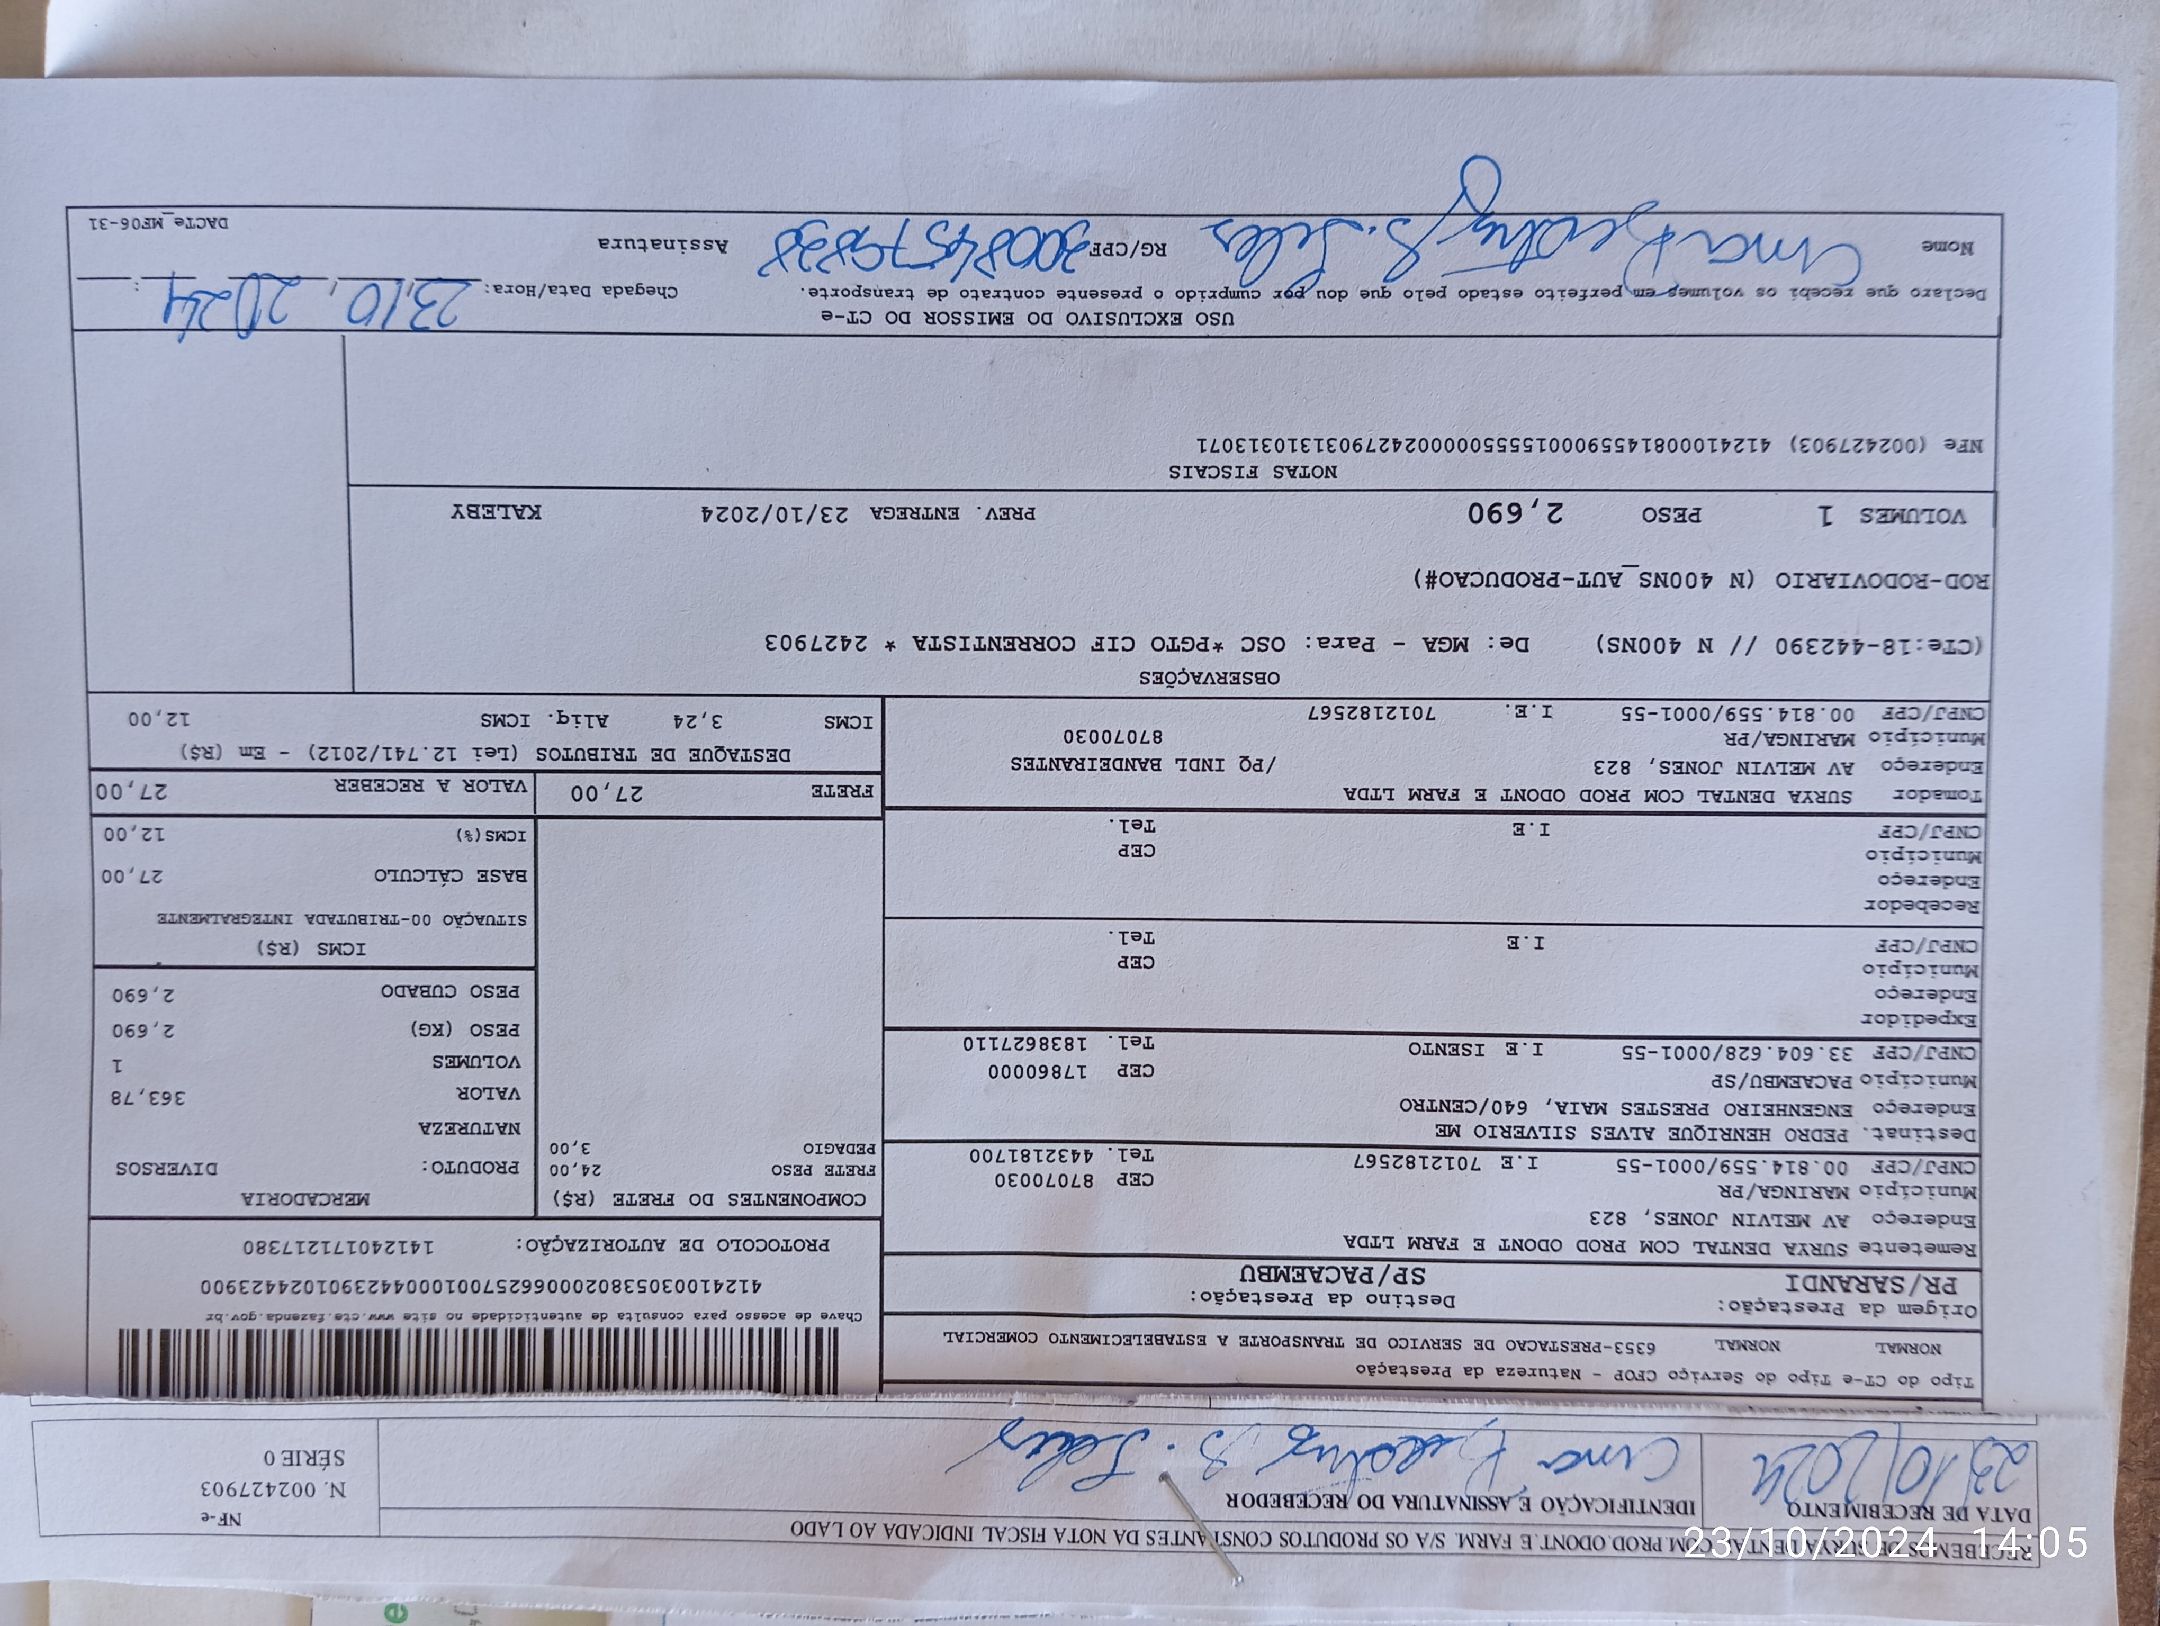 RECEBEMOS DE SURYA DENTAL COM.PROD.ODONT.E FARM. S/A OS PRODUTOS CONSTANTES DA NOTA FISCAL INDICADA AO LADO
DATA DE RECEBIMENTO
23/10/2024
IDENTIFICAÇÃO E ASSINATURA DO RECEBEDOR
NF-e
N. 002427903
SÉRIE 0
Tipo do CT-e Tipo do Serviço CFOP - Natureza da Prestação
NORMAL NORMAL 6353-PRESTACAO DE SERVICO DE TRANSPORTE A ESTABELECIMENTO COMERCIAL
Origem da Prestação: Destino da Prestação:
PR/SARANDI SP/PACAEMBU
Chave de acesso para consulta de autenticidade no site www.cte.fazenda.gov.br
41241003053802000662570010004423901024423900
PROTOCOLO DE AUTORIZAÇÃO: 141240171217380
Remetente SURYA DENTAL COM PROD ODONT E FARM LTDA
Endereço AV MELVIN JONES, 823
Município MARINGA/PR CEP 87070030
CNPJ/CPF 00.814.559/0001-55 I.E 7012182567 Tel. 4432181700
Destinat. PEDRO HENRIQUE ALVES SILVERIO ME
Endereço ENGENHEIRO PRESTES MAIA, 640/CENTRO
Município PACAEMBU/SP CEP 17860000
CNPJ/CPF 33.604.628/0001-55 I.E ISENTO Tel. 1838627110
Expedidor
Endereço
Município CEP
CNPJ/CPF I.E Tel.
Recebedor
Endereço
Município CEP
CNPJ/CPF I.E Tel.
Tomador SURYA DENTAL COM PROD ODONT E FARM LTDA
Endereço AV MELVIN JONES, 823 /PQ INDL BANDEIRANTES
Município MARINGA/PR 87070030
CNPJ/CPF 00.814.559/0001-55 I.E: 7012182567
COMPONENTES DO FRETE (R$)
FRETE PESO 24,00
PEDAGIO 3,00
MERCADORIA
PRODUTO: DIVERSOS
NATUREZA
VALOR 363,78
VOLUMES 1
PESO (KG) 2,690
PESO CUBADO 2,690
ICMS (R$)
SITUAÇÃO 00-TRIBUTADA INTEGRALMENTE
BASE CÁLCULO 27,00
ICMS(%) 12,00
FRETE 27,00 VALOR A RECEBER 27,00
DESTAQUE DE TRIBUTOS (Lei 12.741/2012) - Em (R$)
ICMS 3,24 Aliq. ICMS 12,00
OBSERVAÇÕES
(CTe:18-442390 // N 400NS) De: MGA - Para: OSC *PGTO CIF CORRENTISTA * 2427903
ROD-RODOVIARIO (N 400NS_AUT-PRODUCAO#)
VOLUMES 1 PESO 2,690 PREV. ENTREGA 23/10/2024 KALEBY
NOTAS FISCAIS
NFe (002427903) 41241000814559000155550000024279031310313071
USO EXCLUSIVO DO EMISSOR DO CT-e
Declaro que recebi os volumes em perfeito estado pelo que dou por cumprido o presente contrato de transporte.
Chegada Data/Hora: 23/10, 2024 :
Nome RG/CPF 30084579828 Assinatura
DACTe_MF06-31
23/10/2024 14:05